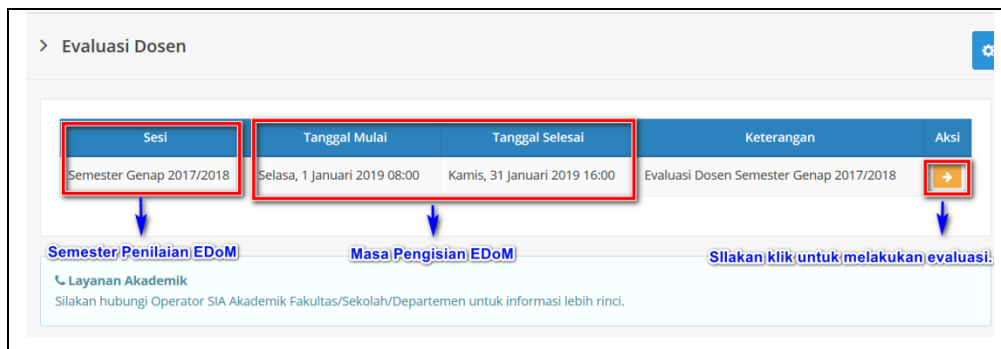 Evaluasi Dosen
Sesi Tanggal Mulai Tanggal Selesai Keterangan Aksi
Semester Genap 2017/2018 Selasa, 1 Januari 2019 08:00 Kamis, 31 Januari 2019 16:00 Evaluasi Dosen Semester Genap 2017/2018
Semester Penilaian EDoM Masa Pengisian EDoM SIlakan klik untuk melakukan evaluasi.
Layanan Akademik
Silakan hubungi Operator SIA Akademik Fakultas/Sekolah/Departemen untuk informasi lebih rinci.